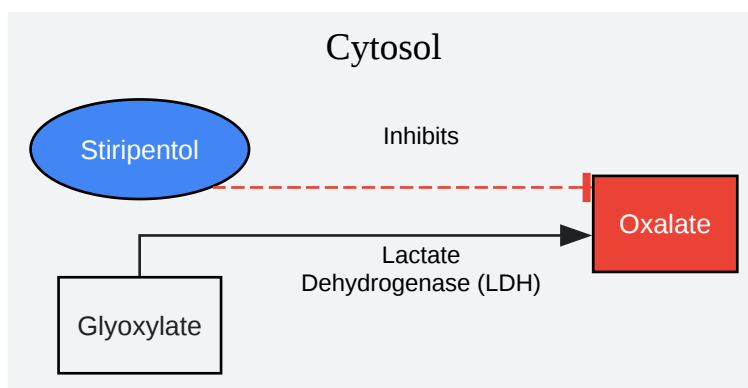 Cytosol
Stiripentol
Inhibits
Oxalate
Lactate
Dehydrogenase (LDH)
Glyoxylate